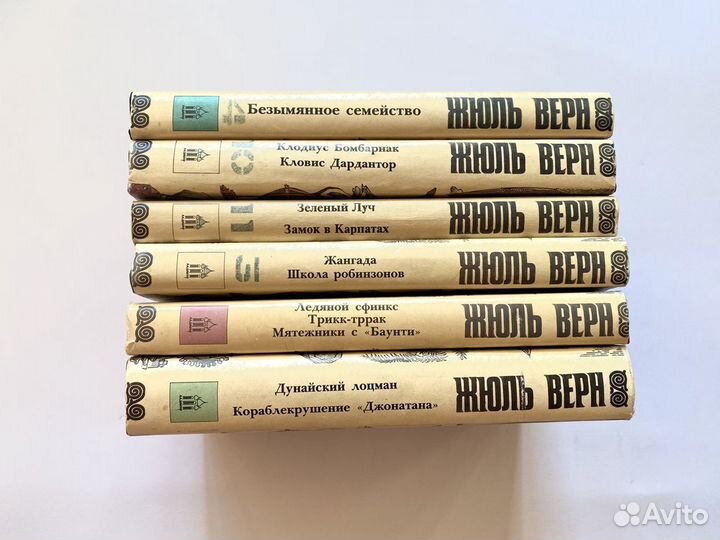 Безымянное семейство
ЖЮЛЬ ВЕРН
Клодиус Бомбарнак
Кловис Дардантор
ЖЮЛЬ ВЕРН
Зеленый Луч
Замок в Карпатах
ЖЮЛЬ ВЕРН
Жангада
Школа робинзонов
ЖЮЛЬ ВЕРН
Ледяной сфинкс
Трикк-тррак
Мятежники с «Баунти»
ЖЮЛЬ ВЕРН
Дунайский лоцман
Кораблекрушение «Джонатана»
ЖЮЛЬ ВЕРН
Avito